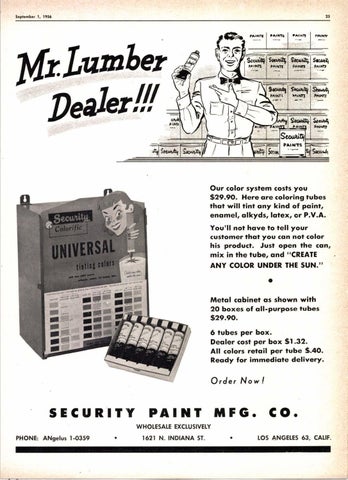 September 1, 1956
Mr. Lumber
Dealer!!!
PAINTS PAINTS PAINTS
Security
PAINTS
Our color system costs you
$29.90. Here are coloring tubes
that will tint any kind of paint,
enamel, alkyds, latex, or P.V.A.
You'll not have to tell your
customer that you can not color
his product. Just open the can,
mix in the tube, and "CREATE
ANY COLOR UNDER THE SUN."
Security
Colorific
UNIVERSAL
tinting colors
Metal cabinet as shown with
20 boxes of all-purpose tubes
$29.90.
6 tubes per box.
Dealer cost per box $1.32.
All colors retail per tube $.40.
Ready for immediate delivery.
Order Now!
SECURITY PAINT MFG. CO.
WHOLESALE EXCLUSIVELY
PHONE: ANgelus 1-0359 • 1621 N. INDIANA ST. • LOS ANGELES 63, CALIF.